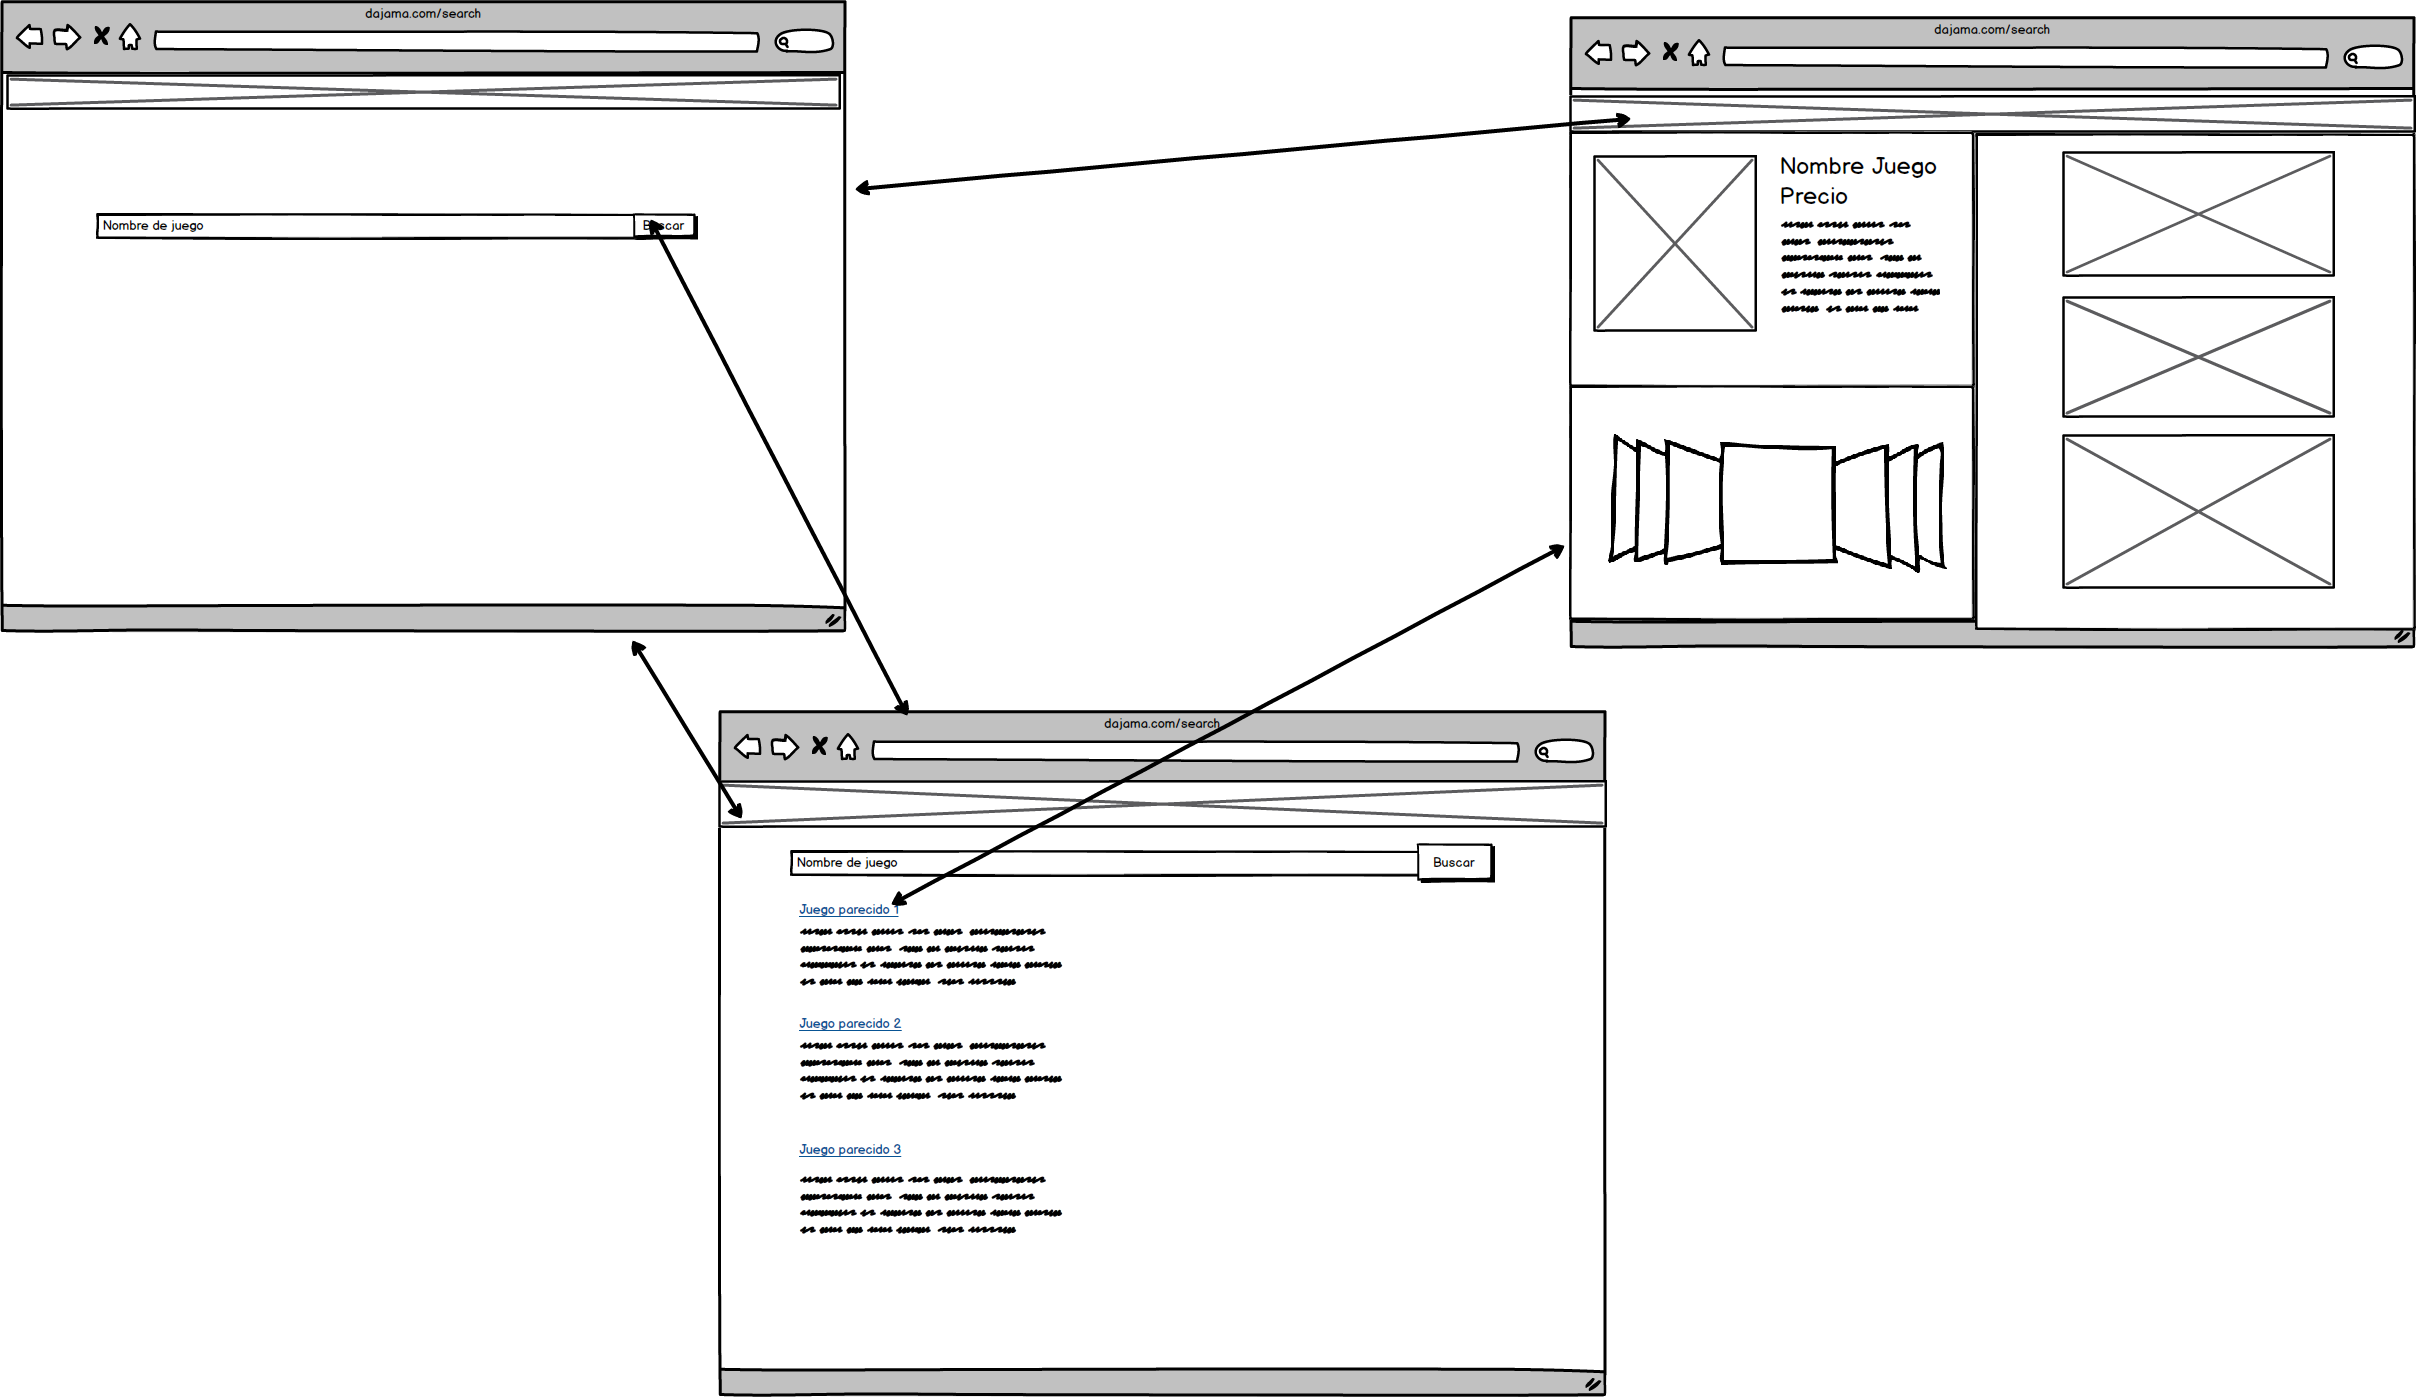 dajama.com/search
Nombre de juego
Buscar
dajama.com/search
Nombre Juego
Precio
dajama.com/search
Nombre de juego
Buscar
Juego parecido 1
Juego parecido 2
Juego parecido 3